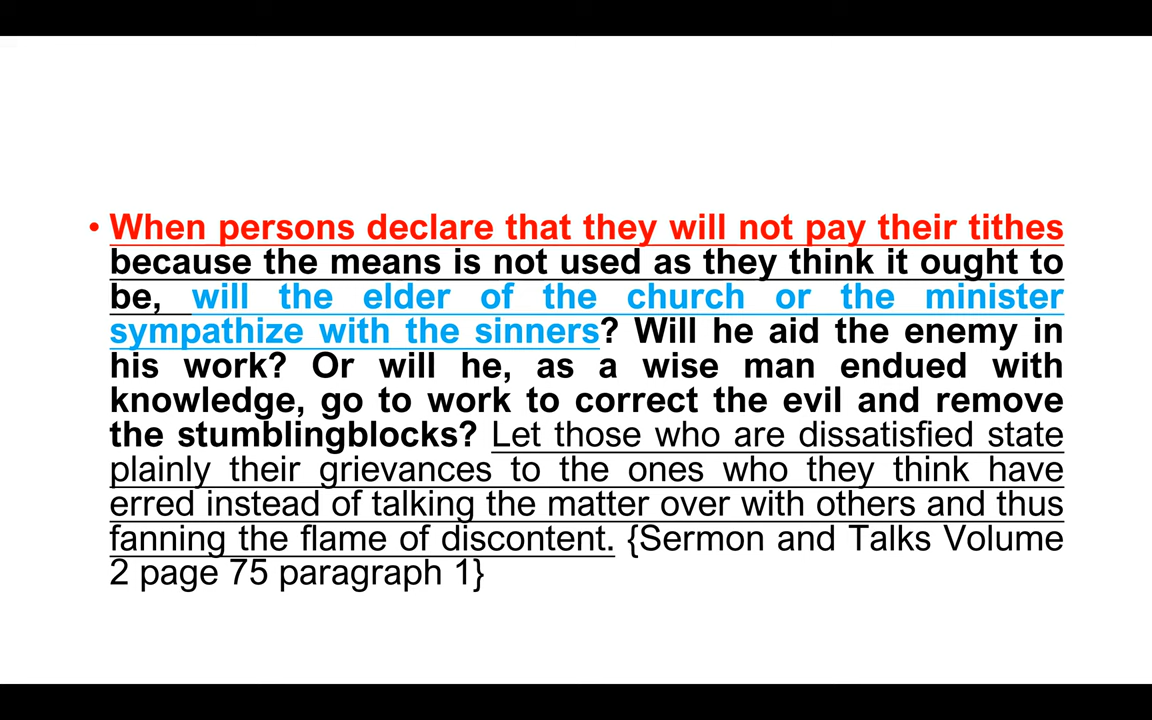 • When persons declare that they will not pay their tithes
because the means is not used as they think it ought to
be, will the elder of the church or the minister
sympathize with the sinners? Will he aid the enemy in
his work? Or will he, as a wise man endued with
knowledge, go to work to correct the evil and remove
the stumblingblocks? Let those who are dissatisfied state
plainly their grievances to the ones who they think have
erred instead of talking the matter over with others and thus
fanning the flame of discontent. {Sermon and Talks Volume
2 page 75 paragraph 1}